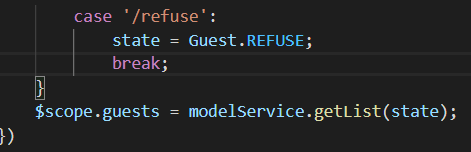 case '/refuse':
state = Guest.REFUSE;
break;
}
$scope.guests = modelService.getList(state);
})